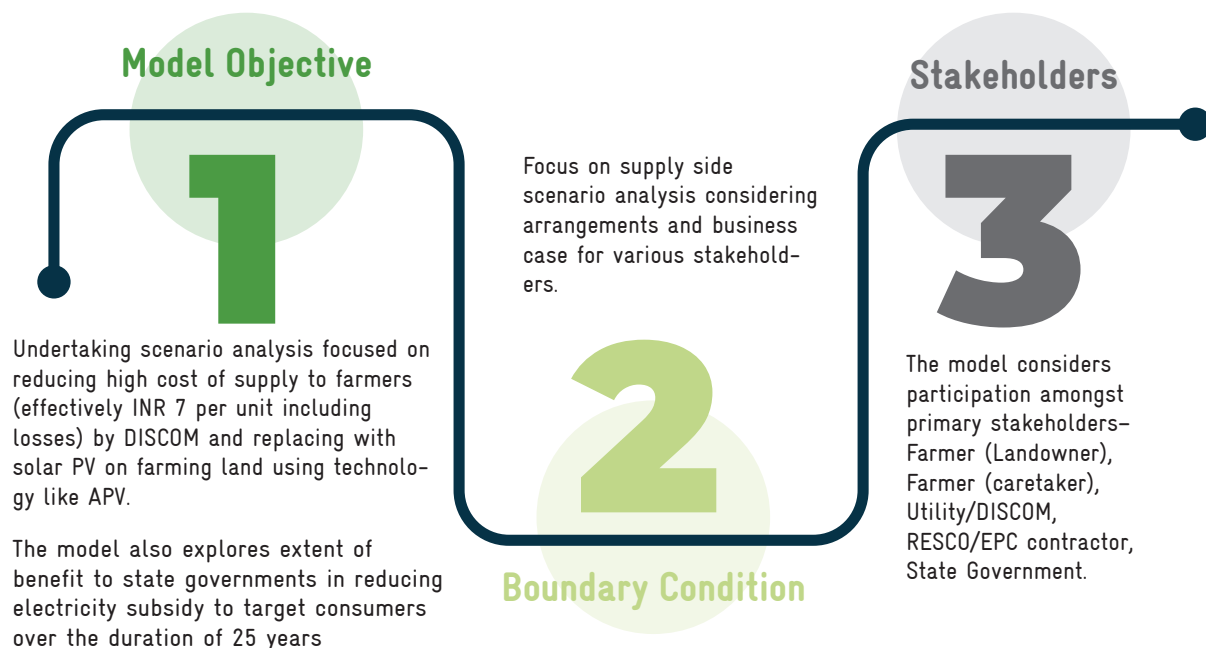 Model Objective
1
Undertaking scenario analysis focused on
reducing high cost of supply to farmers
(effectively INR 7 per unit including
losses) by DISCOM and replacing with
solar PV on farming land using technolo-
gy like APV.
The model also explores extent of
benefit to state governments in reducing
electricity subsidy to target consumers
over the duration of 25 years
Focus on supply side
scenario analysis considering
arrangements and business
case for various stakehold-
ers.
2
Boundary Condition
Stakeholders
3
The model considers
participation amongst
primary stakeholders–
Farmer (Landowner),
Farmer (caretaker),
Utility/DISCOM,
RESCO/EPC contractor,
State Government.